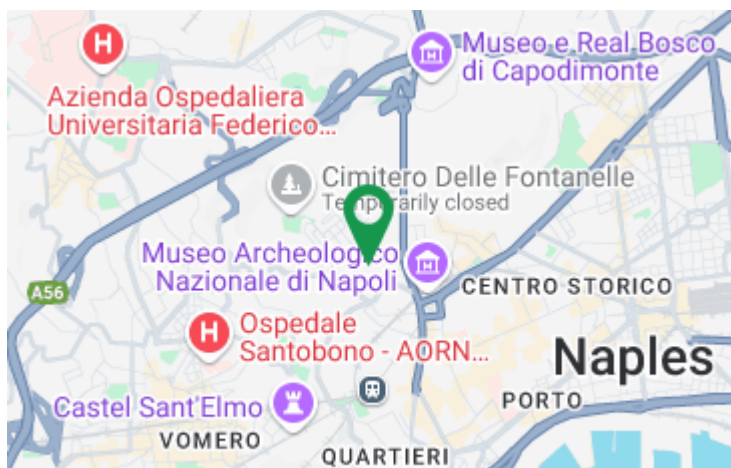 H
Museo e Real Bosco
di Capodimonte
Azienda Ospedaliera
Universitaria Federico...
Cimitero Delle Fontanelle
Temporarily closed
Museo Archeologico
Nazionale di Napoli
CENTRO STORICO
A56
H
Ospedale
Santobono - AORN...
Naples
Castel Sant'Elmo
PORTO
VOMERO
QUARTIERI